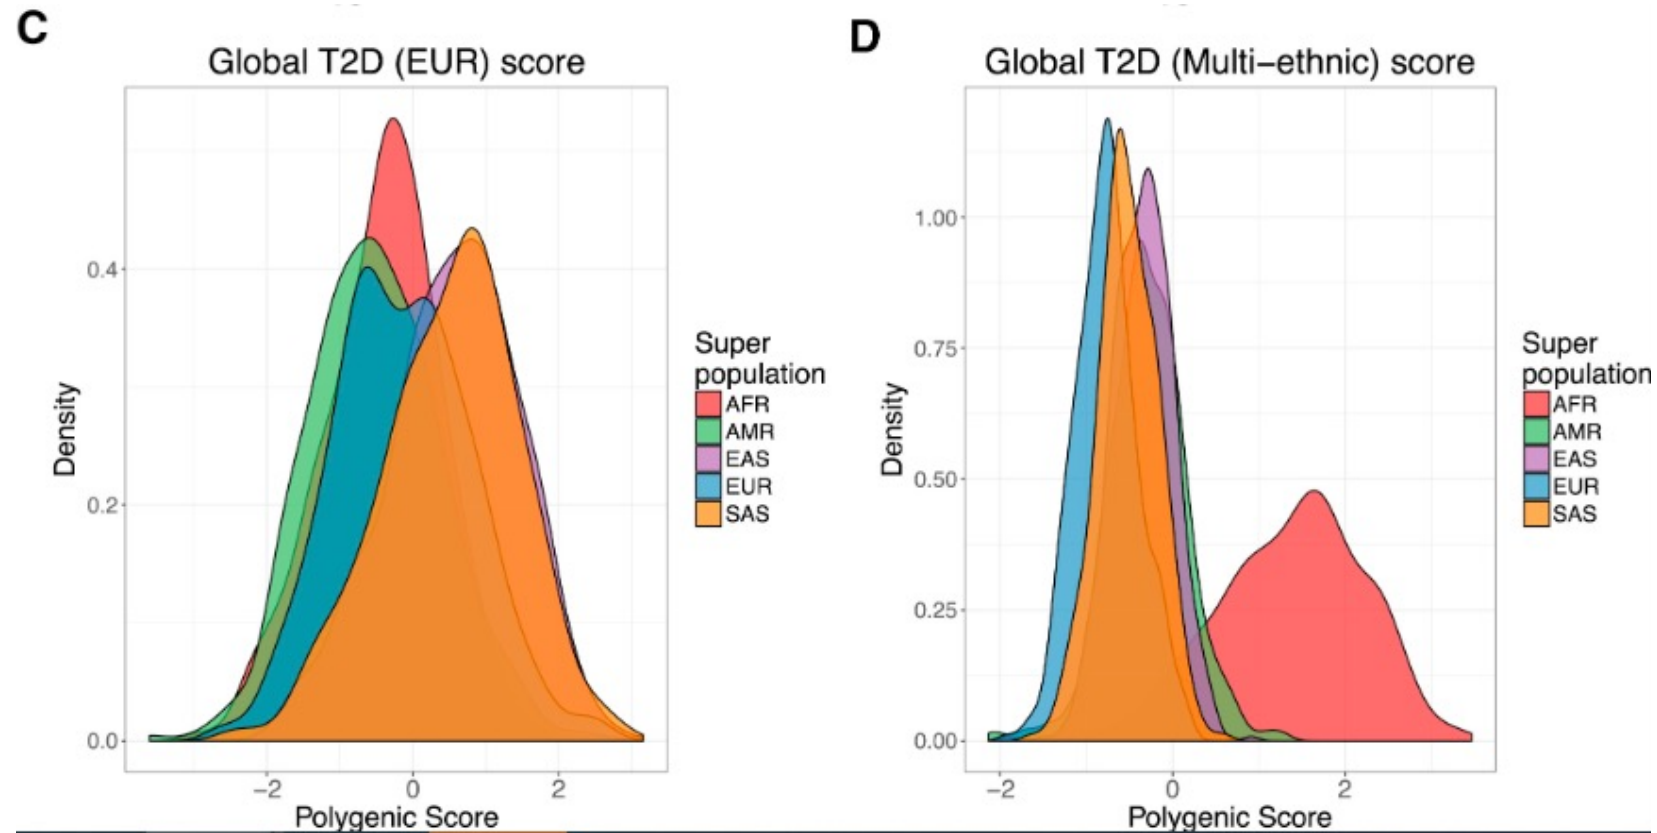 C
Global T2D (EUR) score
Density
0.4
0.2
0.0
−2 0 2
Polygenic Score
Super
population
AFR
AMR
EAS
EUR
SAS
D
Global T2D (Multi−ethnic) score
Density
1.00
0.75
0.50
0.25
0.00
−2 0 2
Polygenic Score
Super
population
AFR
AMR
EAS
EUR
SAS